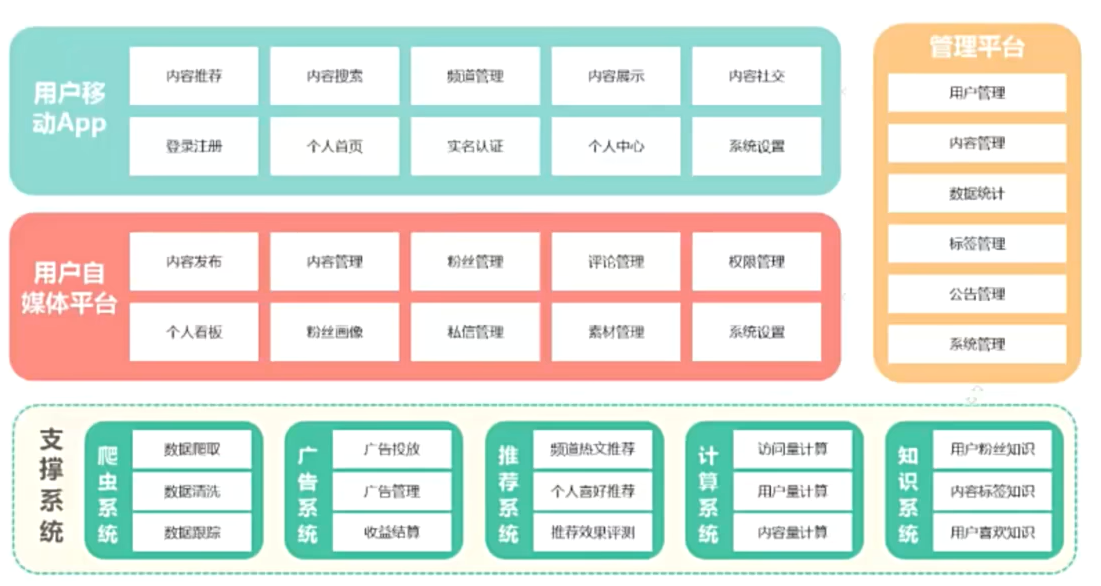 用户移
动App
内容推荐
内容搜索
频道管理
内容展示
内容社交
登录注册
个人首页
实名认证
个人中心
系统设置
用户自
媒体平台
内容发布
内容管理
粉丝管理
评论管理
权限管理
个人看板
粉丝画像
私信管理
素材管理
系统设置
管理平台
用户管理
内容管理
数据统计
标签管理
公告管理
系统管理
支撑系统
爬虫系统
数据爬取
数据清洗
数据跟踪
广告系统
广告投放
广告管理
收益结算
推荐系统
频道热文推荐
个人喜好推荐
推荐效果评测
计算系统
访问量计算
用户量计算
内容量计算
知识系统
用户粉丝知识
内容标签知识
用户喜欢知识